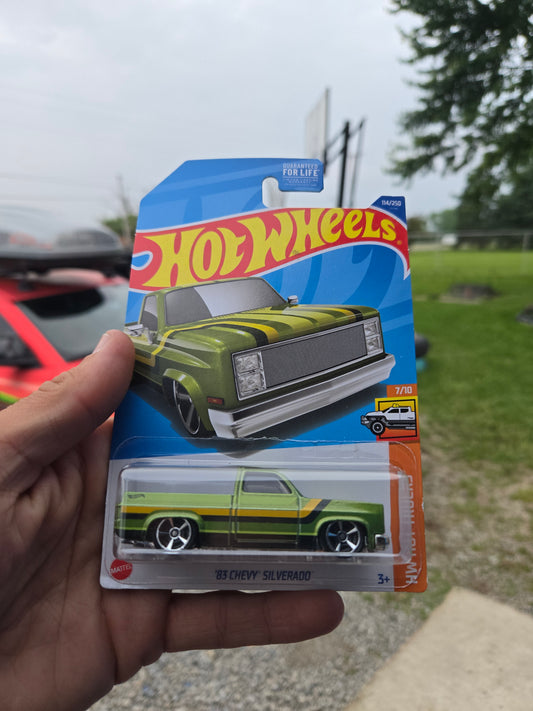 GUARANTEED
FOR LIFE
114/250
HOT WHEELS
7/10
HW HOT TRUCKS
MATTEL
'83 CHEVY SILVERADO
3+